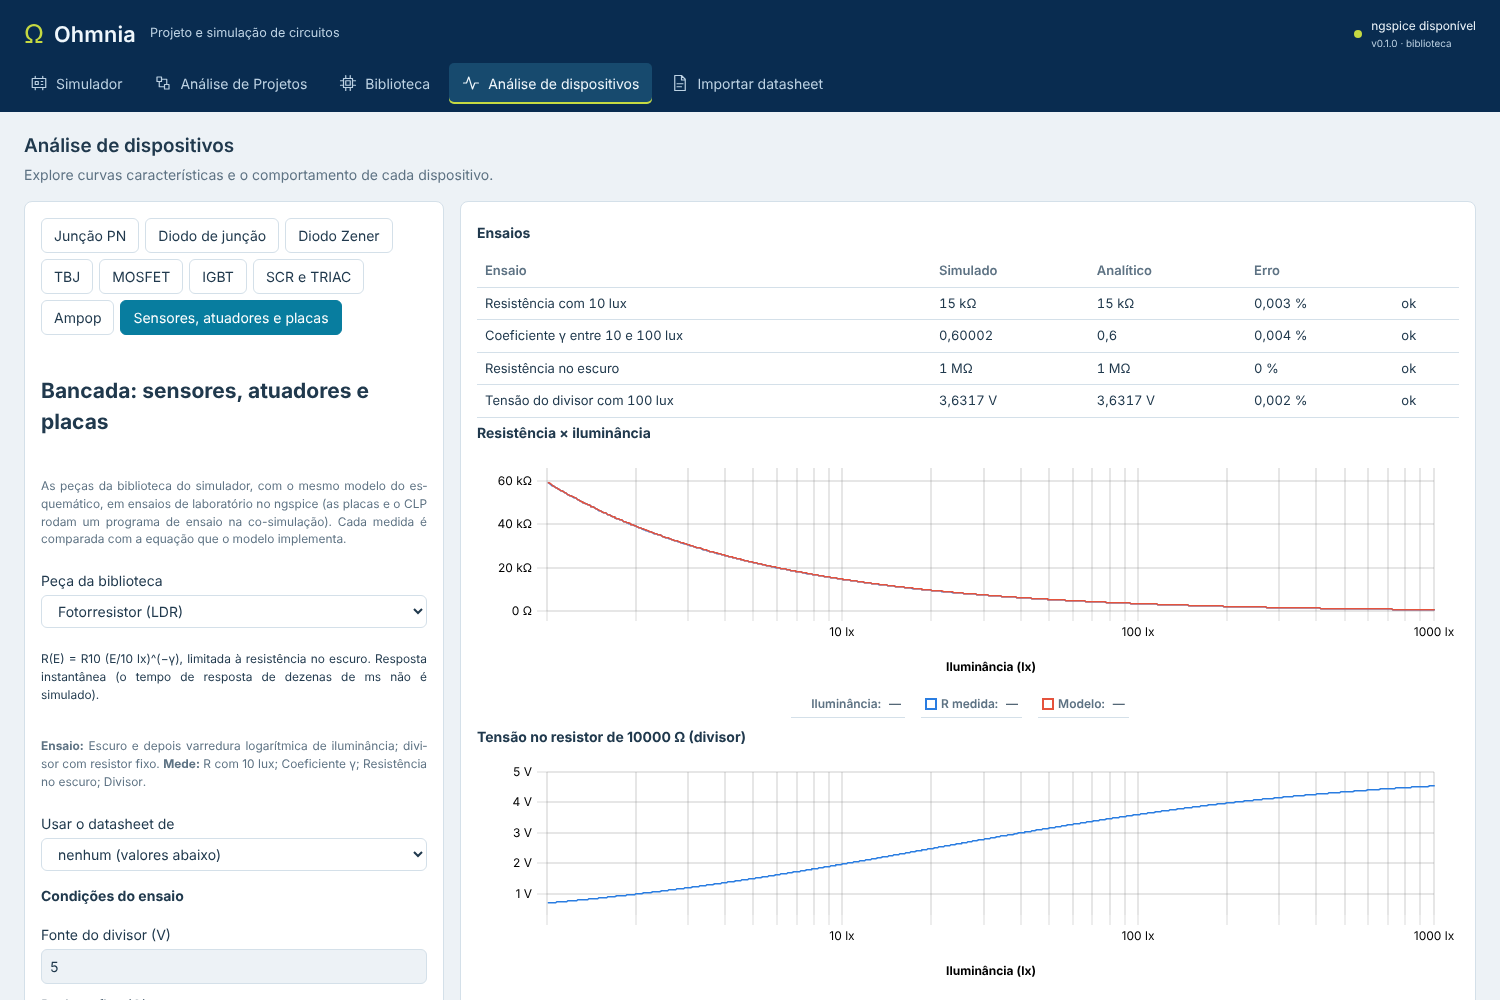 Ω Ohmnia
Projeto e simulação de circuitos
ngspice disponível
v0.1.0 · biblioteca
Simulador
Análise de Projetos
Biblioteca
Análise de dispositivos
Importar datasheet
Análise de dispositivos
Explore curvas características e o comportamento de cada dispositivo.
Junção PN
Diodo de junção
Diodo Zener
TBJ
MOSFET
IGBT
SCR e TRIAC
Ampop
Sensores, atuadores e placas
Bancada: sensores, atuadores e
placas
As peças da biblioteca do simulador, com o mesmo modelo do es-
quemático, em ensaios de laboratório no ngspice (as placas e o CLP
rodam um programa de ensaio na co-simulação). Cada medida é
comparada com a equação que o modelo implementa.
Peça da biblioteca
Fotorresistor (LDR)
R(E) = R10 (E/10 lx)^(−γ), limitada à resistência no escuro. Resposta
instantânea (o tempo de resposta de dezenas de ms não é
simulado).
Ensaio: Escuro e depois varredura logarítmica de iluminância; divi-
sor com resistor fixo. Mede: R com 10 lux; Coeficiente γ; Resistência
no escuro; Divisor.
Usar o datasheet de
nenhum (valores abaixo)
Condições do ensaio
Fonte do divisor (V)
5
Ensaios
Ensaio Simulado Analítico Erro
Resistência com 10 lux 15 kΩ 15 kΩ 0,003 % ok
Coeficiente γ entre 10 e 100 lux 0,60002 0,6 0,004 % ok
Resistência no escuro 1 MΩ 1 MΩ 0 % ok
Tensão do divisor com 100 lux 3,6317 V 3,6317 V 0,002 % ok
Resistência × iluminância
60 kΩ
40 kΩ
20 kΩ
0 Ω
10 lx 100 lx 1000 lx
Iluminância (lx)
Iluminância: — R medida: — Modelo: —
Tensão no resistor de 10000 Ω (divisor)
5 V
4 V
3 V
2 V
1 V
10 lx 100 lx 1000 lx
Iluminância (lx)